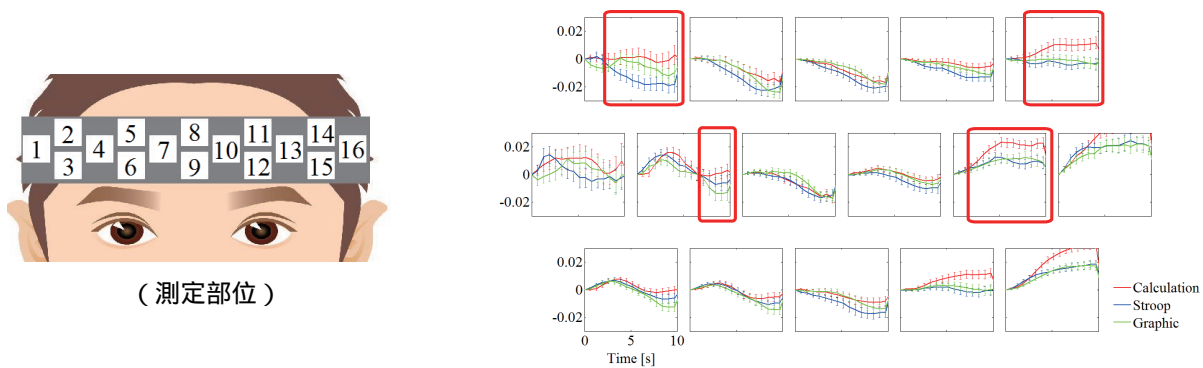 2 5 8 11 14
1 4 7 10 13 16
3 6 9 12 15
(測定部位)
0.02
0
-0.02
0.02
0
-0.02
0.02
0
-0.02
0 5 10
Time [s]
Calculation
Stroop
Graphic